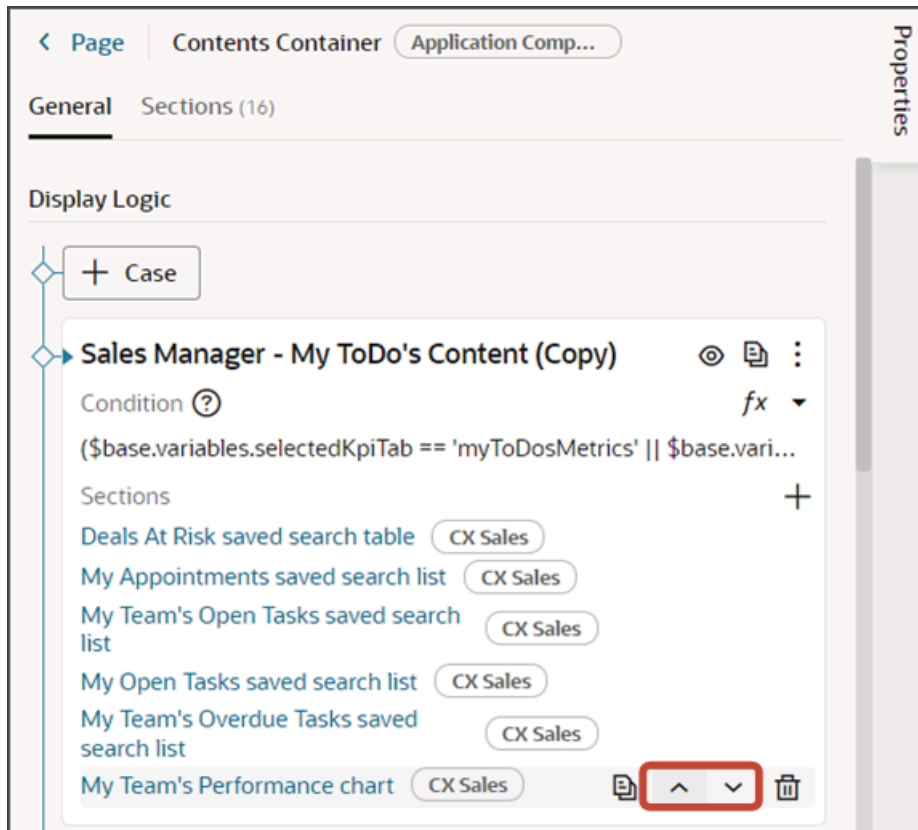 Page
Contents Container
Application Comp...
Properties
General
Sections (16)
Display Logic
+ Case
Sales Manager - My ToDo's Content (Copy)
Condition ?
fx
($base.variables.selectedKpiTab == 'myToDosMetrics' || $base.vari...
Sections
Deals At Risk saved search table CX Sales
My Appointments saved search list CX Sales
My Team's Open Tasks saved search
list
CX Sales
My Open Tasks saved search list CX Sales
My Team's Overdue Tasks saved
search list
CX Sales
My Team's Performance chart CX Sales